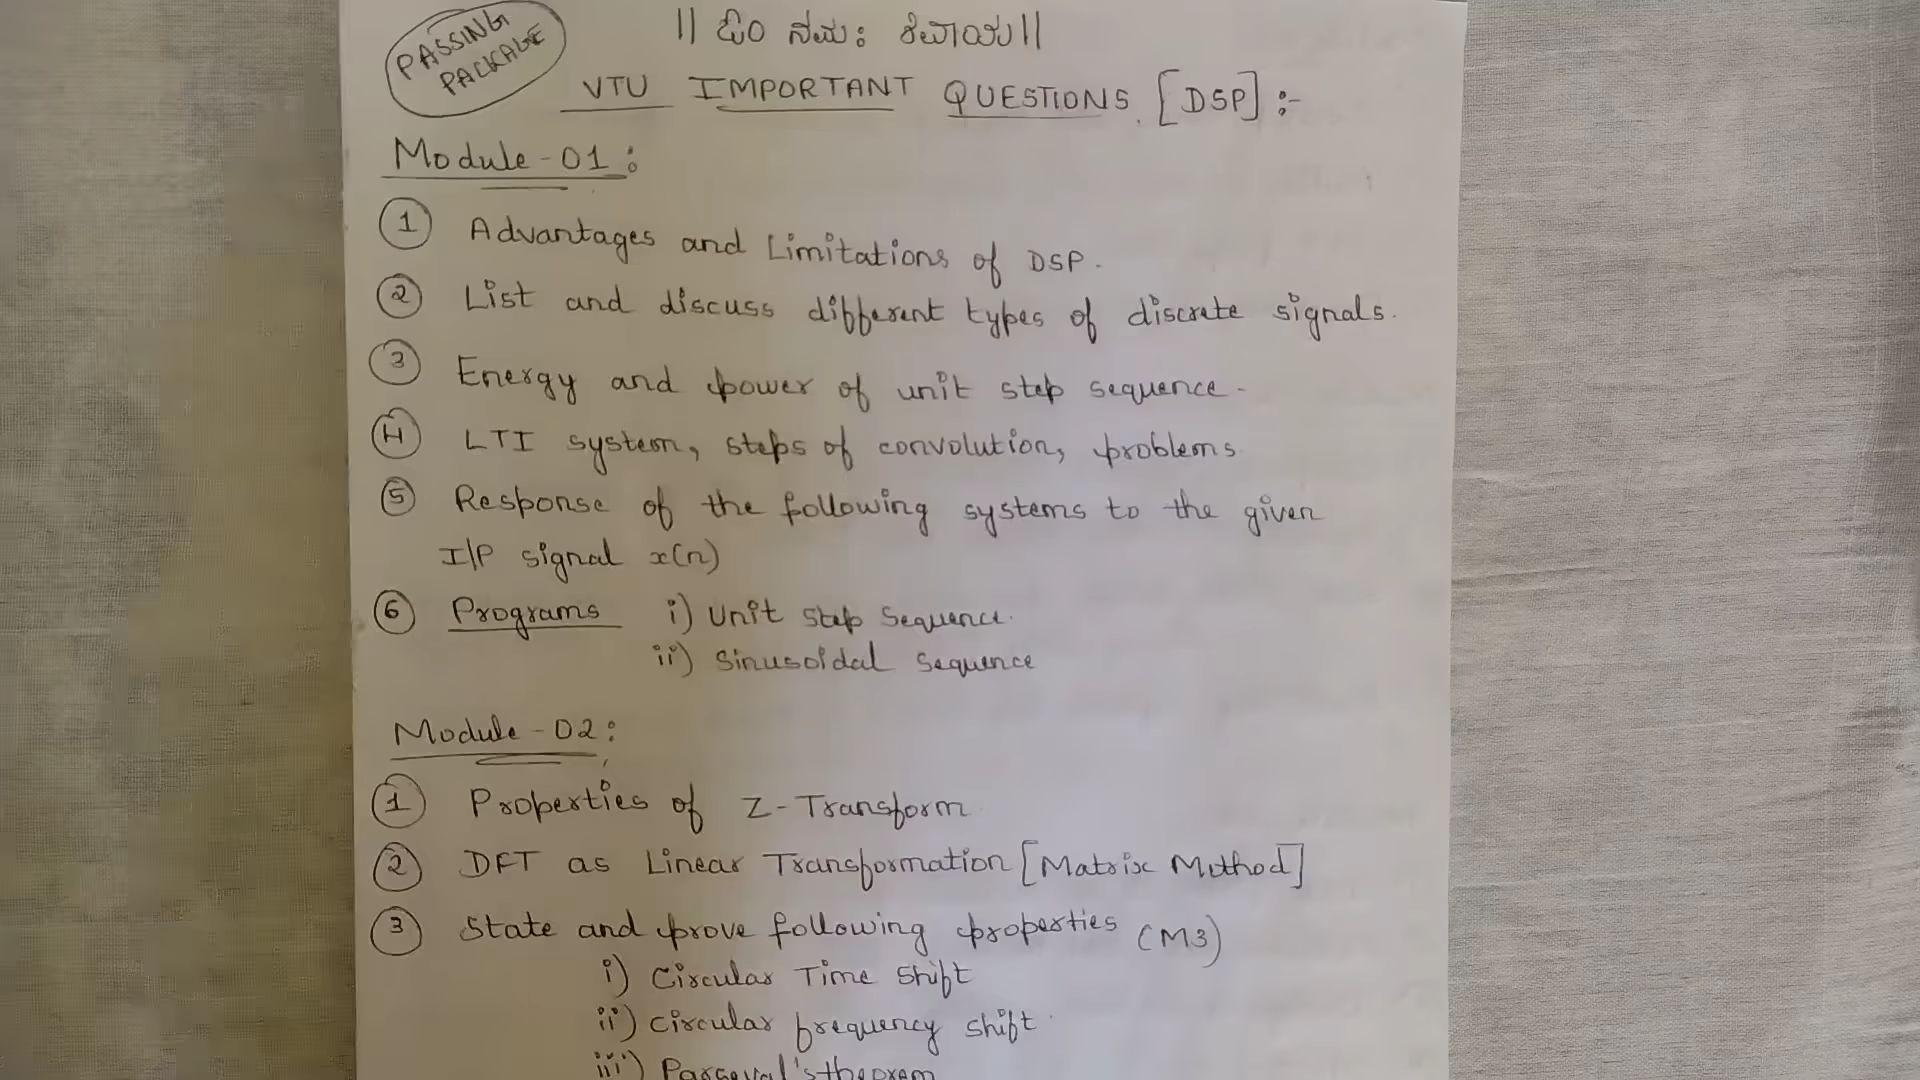 PASSING
PACKAGE
|| ಓಂ ನಮಃ ಶಿವಾಯ ||
VTU IMPORTANT QUESTIONS [DSP] :-
Module-01:
① Advantages and Limitations of DSP.
② List and discuss different types of discrete signals.
③ Energy and power of unit step sequence.
④ LTI system, steps of convolution, problems
⑤ Response of the following systems to the given
I/P signal x(n)
⑥ Programs i) Unit step sequence.
ii) Sinusoidal sequence
Module-02:
① Properties of Z-Transform
② DFT as Linear Transformation [Matrix Method]
③ State and prove following properties (M3)
i) Circular Time shift
ii) Circular frequency shift
iii) Parseval's theorem